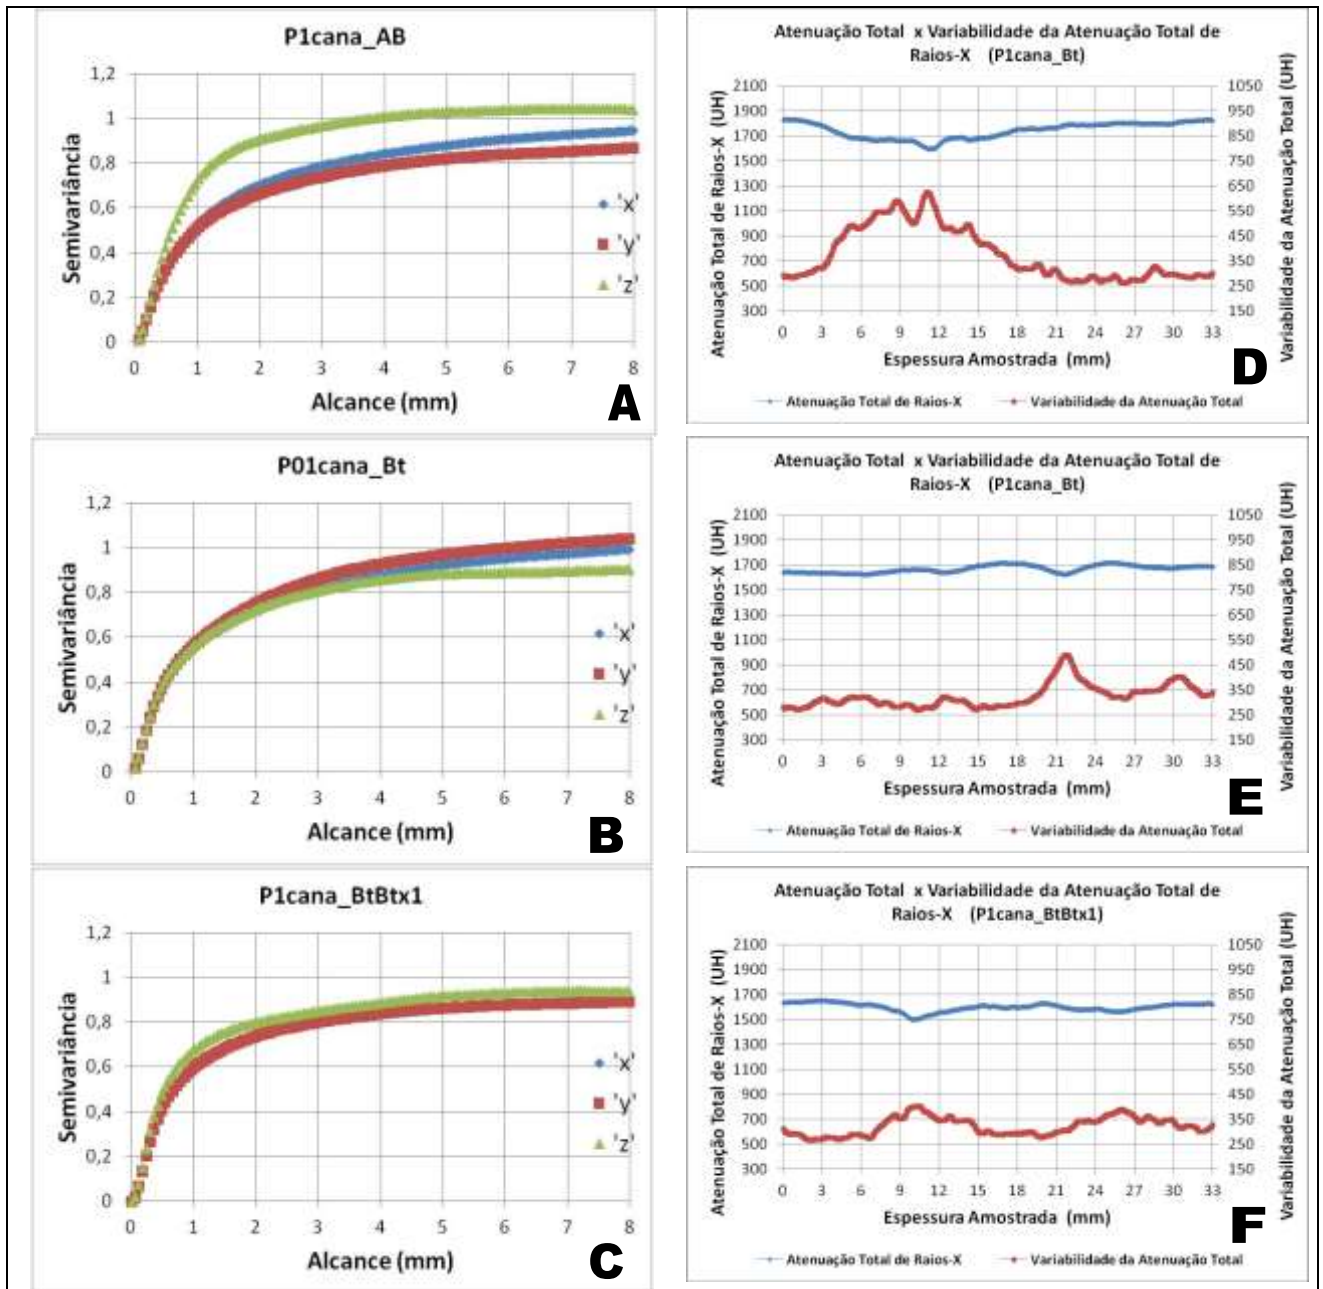 P1cana_AB
Semivariância
1,2
1
0,8
0,6
0,4
0,2
0
'x'
'y'
'z'
0 1 2 3 4 5 6 7 8
Alcance (mm)
A
Atenuação Total x Variabilidade da Atenuação Total de
Raios-X (P1cana_Bt)
Atenuação Total de Raios-X (UH)
2100 1050
1900 950
1700 850
1500 750
1300 650
1100 550
900 450
700 350
500 250
300 150
Variabilidade da Atenuação Total (UH)
0 3 6 9 12 15 18 21 24 27 30 33
Espessura Amostrada (mm)
D
Atenuação Total de Raios-X Variabilidade da Atenuação Total
P01cana_Bt
Semivariância
1,2
1
0,8
0,6
0,4
0,2
0
'x'
'y'
'z'
0 1 2 3 4 5 6 7 8
Alcance (mm)
B
Atenuação Total x Variabilidade da Atenuação Total de
Raios-X (P1cana_Bt)
Atenuação Total de Raios-X (UH)
2100 1050
1900 950
1700 850
1500 750
1300 650
1100 550
900 450
700 350
500 250
300 150
Variabilidade da Atenuação Total (UH)
0 3 6 9 12 15 18 21 24 27 30 33
Espessura Amostrada (mm)
E
Atenuação Total de Raios-X Variabilidade da Atenuação Total
P1cana_BtBtx1
Semivariância
1,2
1
0,8
0,6
0,4
0,2
0
'x'
'y'
'z'
0 1 2 3 4 5 6 7 8
Alcance (mm)
C
Atenuação Total x Variabilidade da Atenuação Total de
Raios-X (P1cana_BtBtx1)
Atenuação Total de Raios-X (UH)
2100 1050
1900 950
1700 850
1500 750
1300 650
1100 550
900 450
700 350
500 250
300 150
Variabilidade da Atenuação Total (UH)
0 3 6 9 12 15 18 21 24 27 30 33
Espessura Amostrada (mm)
F
Atenuação Total de Raios-X Variabilidade da Atenuação Total